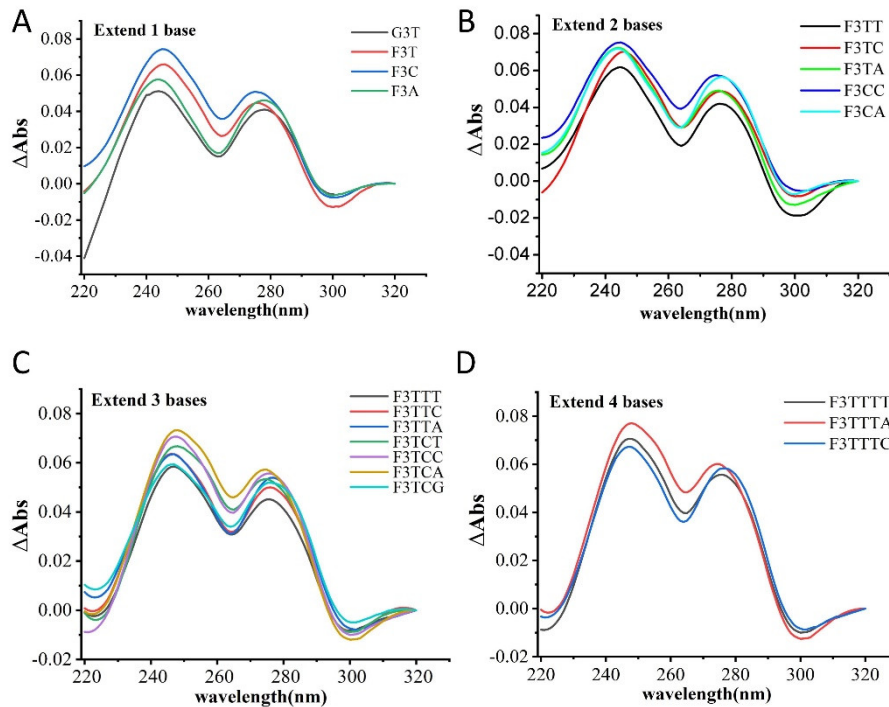 A
Extend 1 base
G3T
F3T
F3C
F3A
0.08
0.06
0.04
0.02
0.00
-0.02
-0.04
ΔAbs
220 240 260 280 300 320
wavelength(nm)
B
Extend 2 bases
F3TT
F3TC
F3TA
F3CC
F3CA
0.08
0.06
0.04
0.02
0.00
-0.02
-0.04
ΔAbs
220 240 260 280 300 320
wavelength(nm)
C
Extend 3 bases
F3TTT
F3TTC
F3TTA
F3TCT
F3TCC
F3TCA
F3TCG
0.08
0.06
0.04
0.02
0.00
-0.02
ΔAbs
220 240 260 280 300 320
wavelength(nm)
D
Extend 4 bases
F3TTTT
F3TTTA
F3TTTC
0.08
0.06
0.04
0.02
0.00
-0.02
ΔAbs
220 240 260 280 300 320
wavelength(nm)